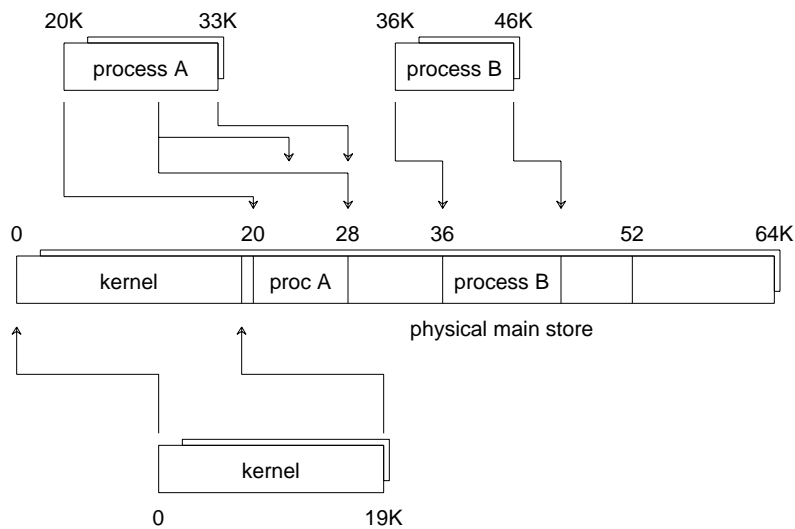 20K 33K 36K 46K
process A process B
0 20 28 36 52 64K
kernel proc A process B
physical main store
kernel
0 19K